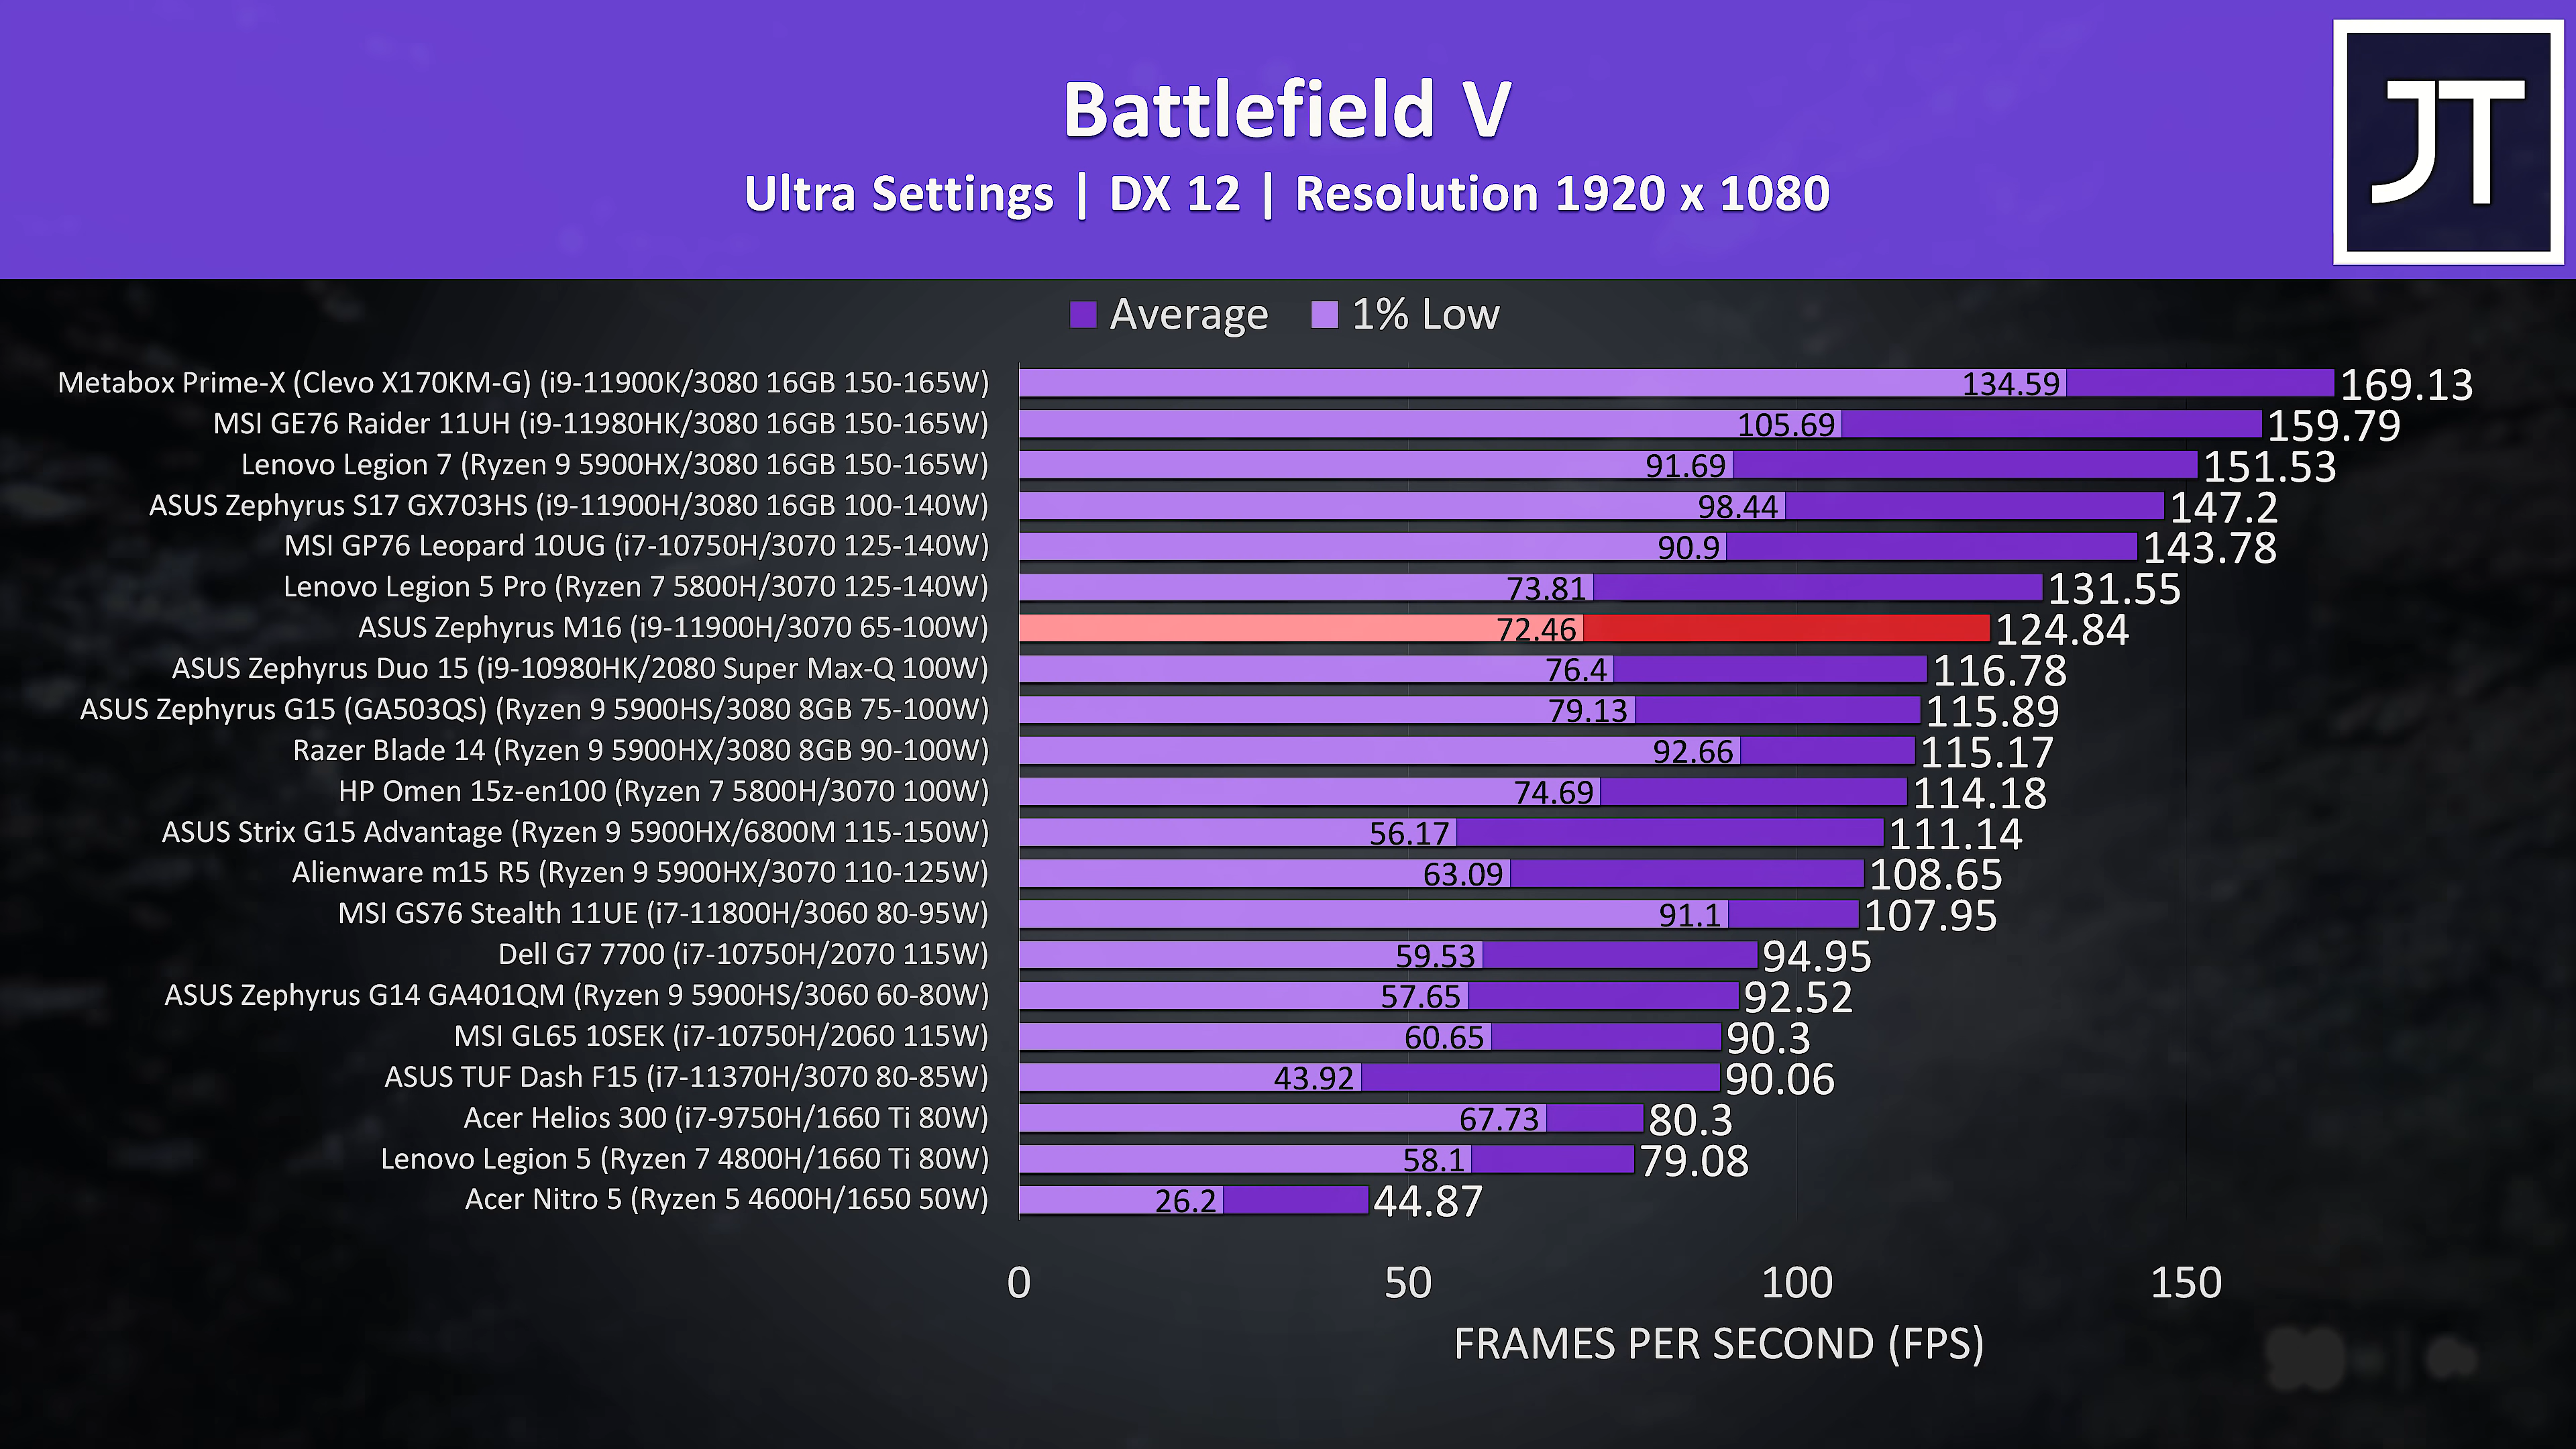 Battlefield V
Ultra Settings | DX 12 | Resolution 1920 x 1080
JT
Average 1% Low
Metabox Prime-X (Clevo X170KM-G) (i9-11900K/3080 16GB 150-165W) 134.59 169.13
MSI GE76 Raider 11UH (i9-11980HK/3080 16GB 150-165W) 105.69 159.79
Lenovo Legion 7 (Ryzen 9 5900HX/3080 16GB 150-165W) 91.69 151.53
ASUS Zephyrus S17 GX703HS (i9-11900H/3080 16GB 100-140W) 98.44 147.2
MSI GP76 Leopard 10UG (i7-10750H/3070 125-140W) 90.9 143.78
Lenovo Legion 5 Pro (Ryzen 7 5800H/3070 125-140W) 73.81 131.55
ASUS Zephyrus M16 (i9-11900H/3070 65-100W) 72.46 124.84
ASUS Zephyrus Duo 15 (i9-10980HK/2080 Super Max-Q 100W) 76.4 116.78
ASUS Zephyrus G15 (GA503QS) (Ryzen 9 5900HS/3080 8GB 75-100W) 79.13 115.89
Razer Blade 14 (Ryzen 9 5900HX/3080 8GB 90-100W) 92.66 115.17
HP Omen 15z-en100 (Ryzen 7 5800H/3070 100W) 74.69 114.18
ASUS Strix G15 Advantage (Ryzen 9 5900HX/6800M 115-150W) 56.17 111.14
Alienware m15 R5 (Ryzen 9 5900HX/3070 110-125W) 63.09 108.65
MSI GS76 Stealth 11UE (i7-11800H/3060 80-95W) 91.1 107.95
Dell G7 7700 (i7-10750H/2070 115W) 59.53 94.95
ASUS Zephyrus G14 GA401QM (Ryzen 9 5900HS/3060 60-80W) 57.65 92.52
MSI GL65 10SEK (i7-10750H/2060 115W) 60.65 90.3
ASUS TUF Dash F15 (i7-11370H/3070 80-85W) 43.92 90.06
Acer Helios 300 (i7-9750H/1660 Ti 80W) 67.73 80.3
Lenovo Legion 5 (Ryzen 7 4800H/1660 Ti 80W) 58.1 79.08
Acer Nitro 5 (Ryzen 5 4600H/1650 50W) 26.2 44.87
0 50 100 150
FRAMES PER SECOND (FPS)